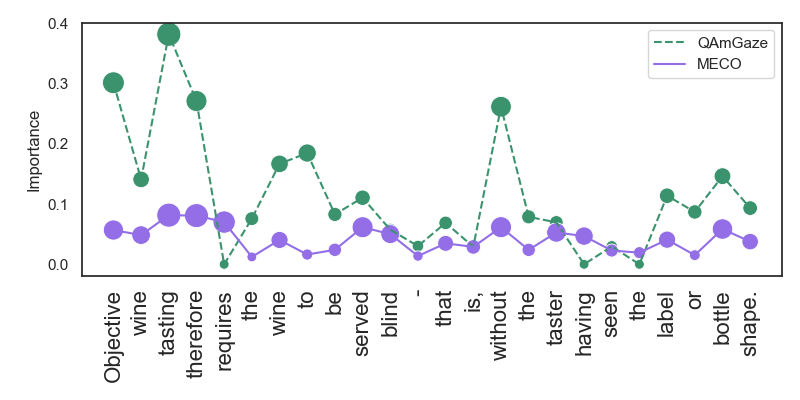 0.4
0.3
0.2
0.1
0.0
Importance
QAmGaze
MECO
Objective
wine
tasting
therefore
requires
the
wine
to
be
served
blind
-
that
is,
without
the
taster
having
seen
the
label
or
bottle
shape.